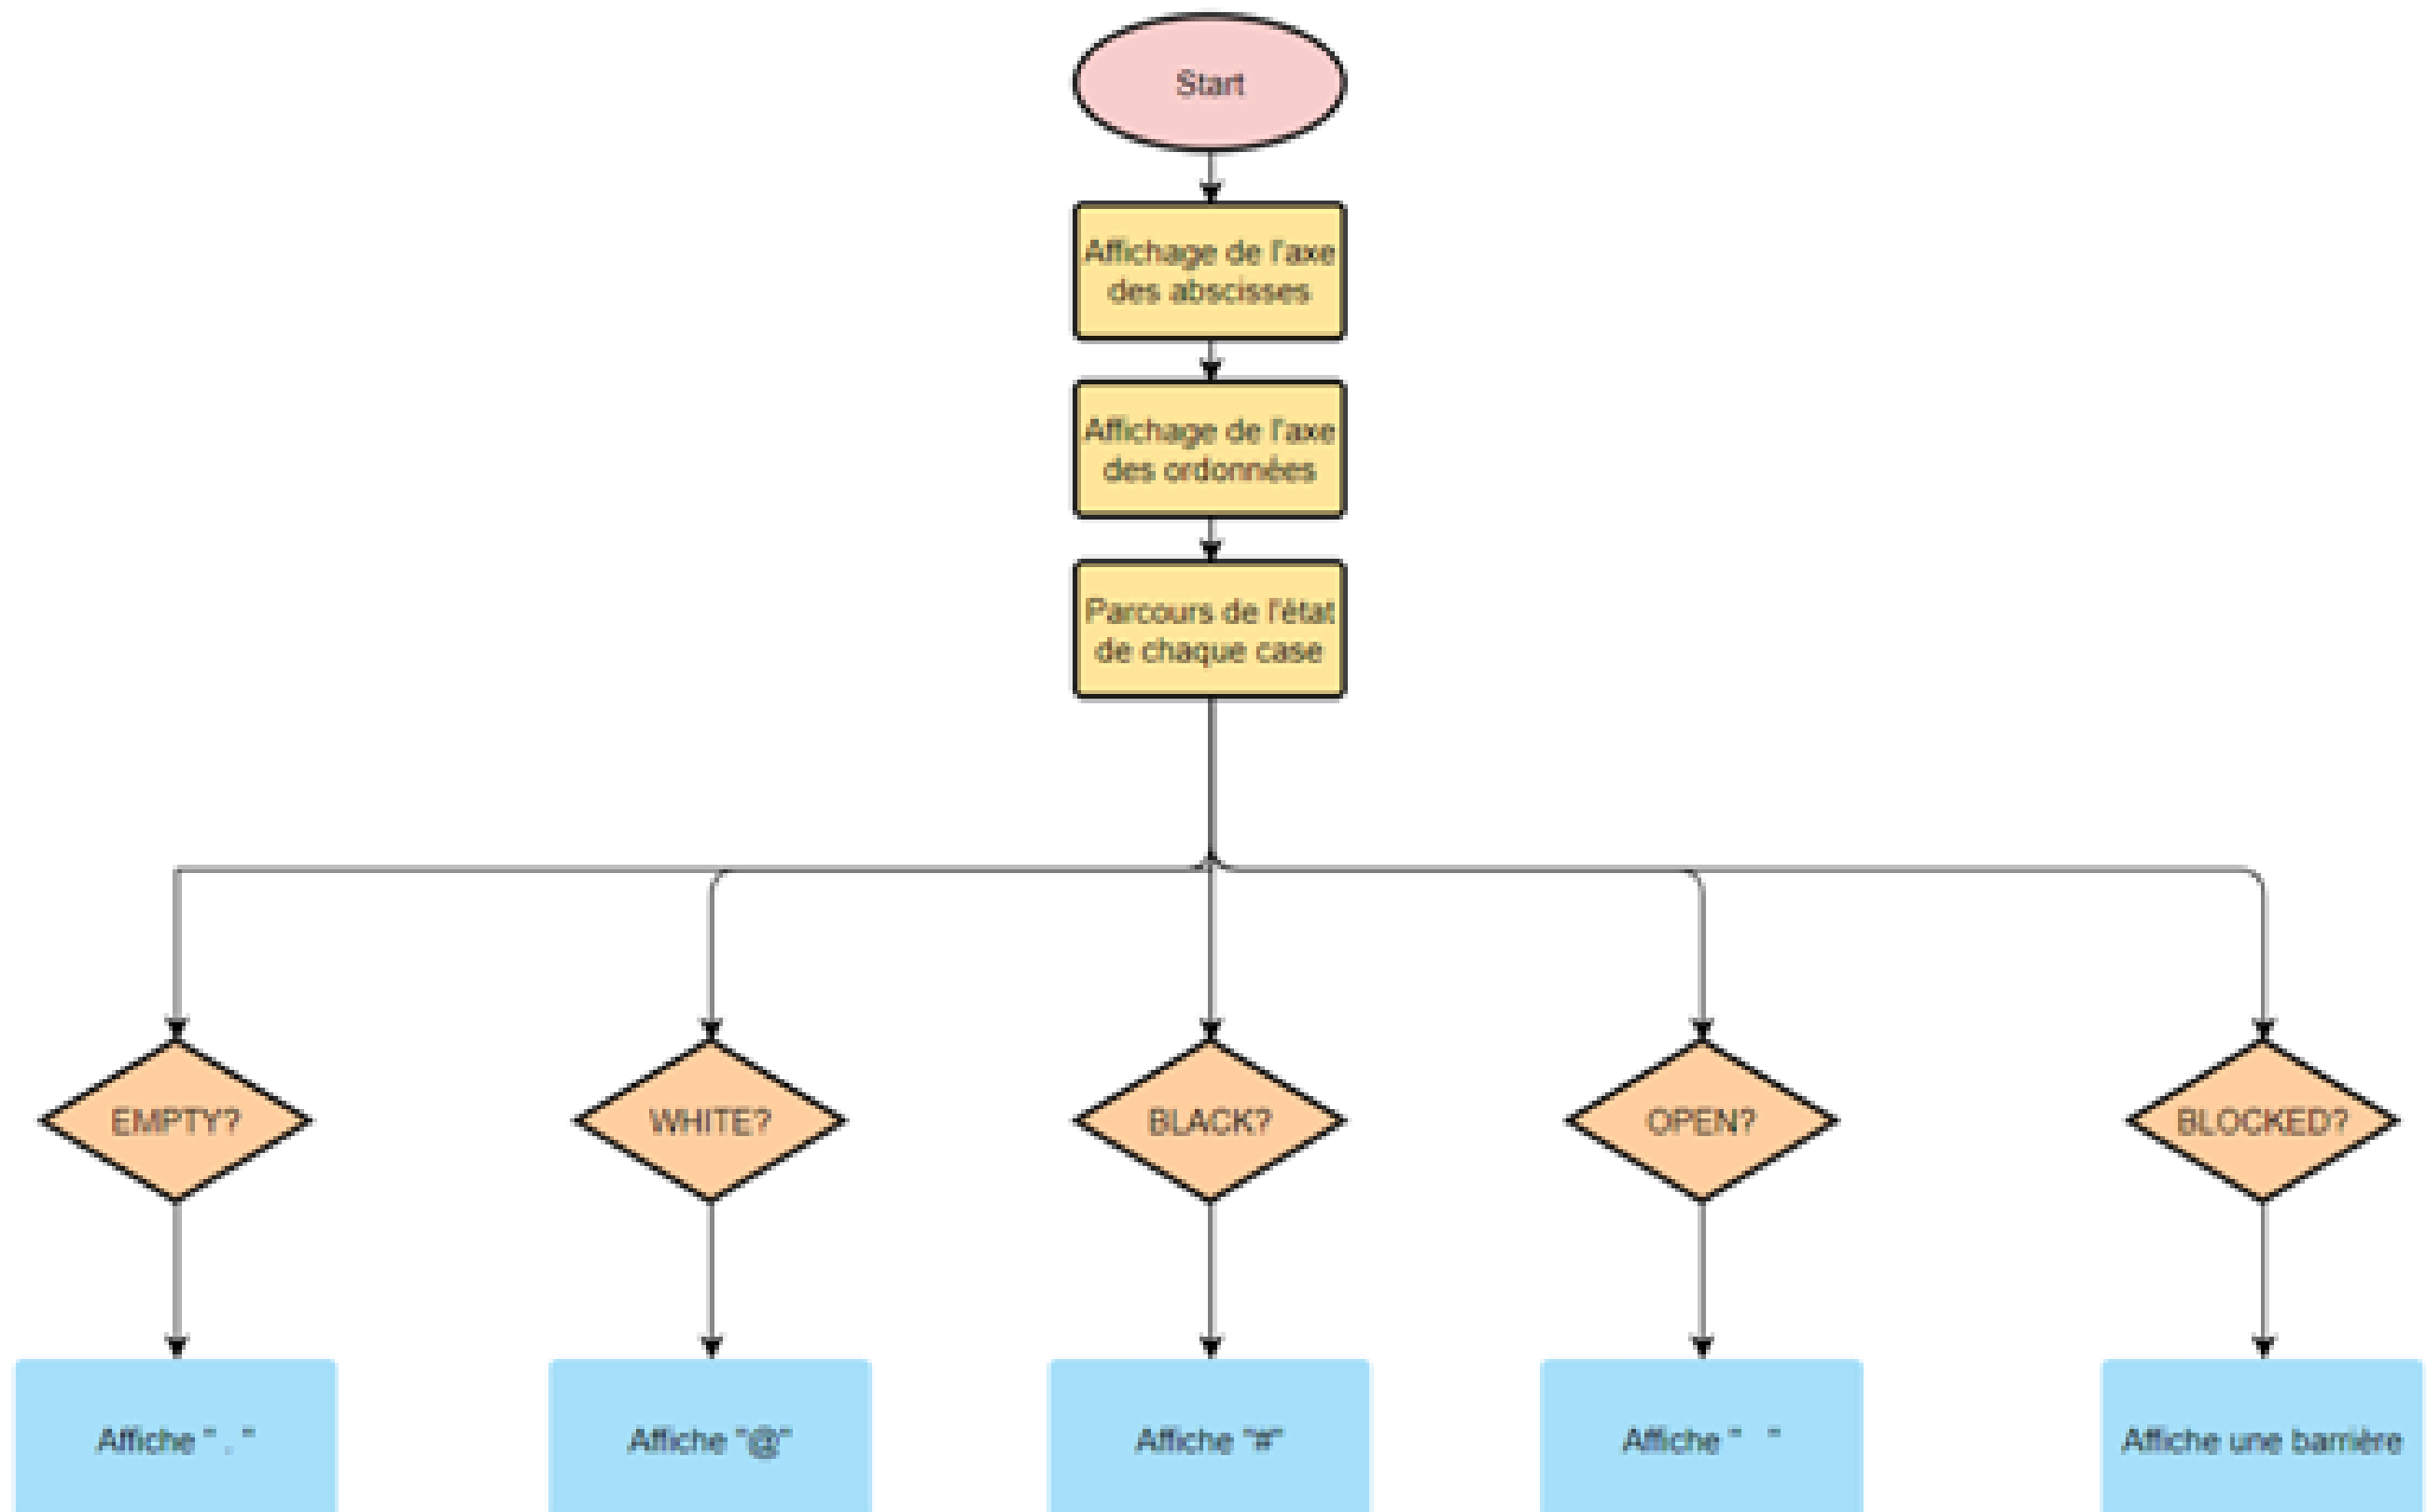 Start
Affichage de l'axe
des abscisses
Affichage de l'axe
des ordonnées
Parcours de l'état
de chaque case
EMPTY?
WHITE?
BLACK?
OPEN?
BLOCKED?
Affiche " . "
Affiche "@"
Affiche "#"
Affiche "   "
Affiche une barrière